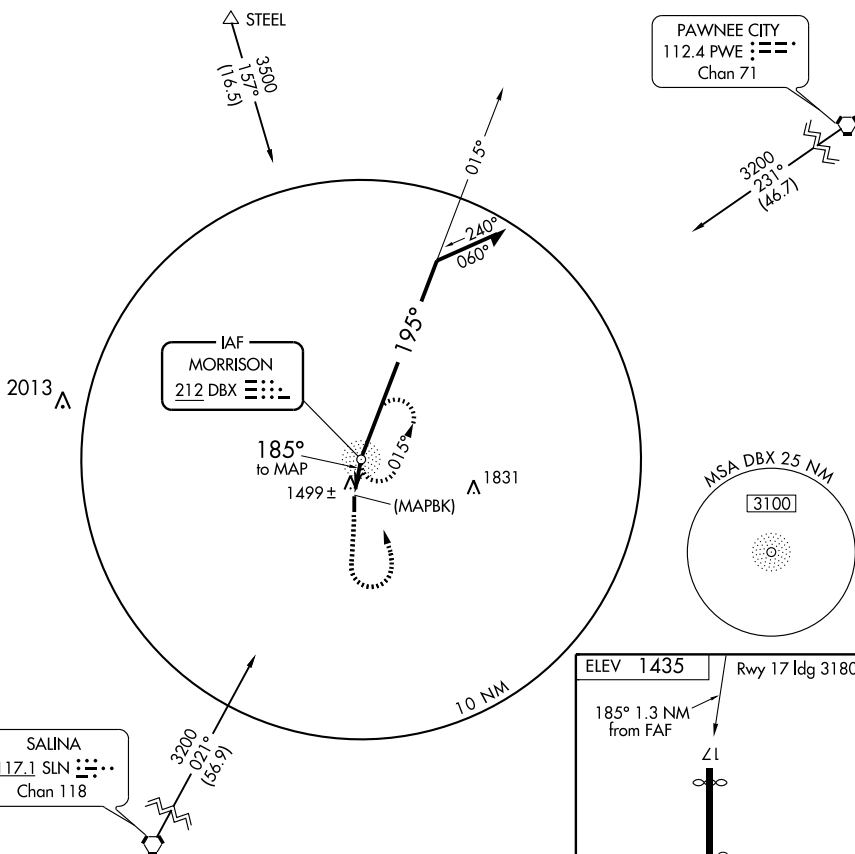 STEEL
3500
157°
(16.5)
PAWNEE CITY
112.4 PWE
Chan 71
3200
231°
(46.7)
015°
240°
060°
195°
IAF
MORRISON
212 DBX
2013
185°
to MAP
015°
1499 ±
(MAPBK)
1831
MSA DBX 25 NM
3100
10 NM
3200
021°
(56.9)
SALINA
117.1 SLN
Chan 118
ELEV 1435
Rwy 17 ldg 3180
185° 1.3 NM
from FAF
17